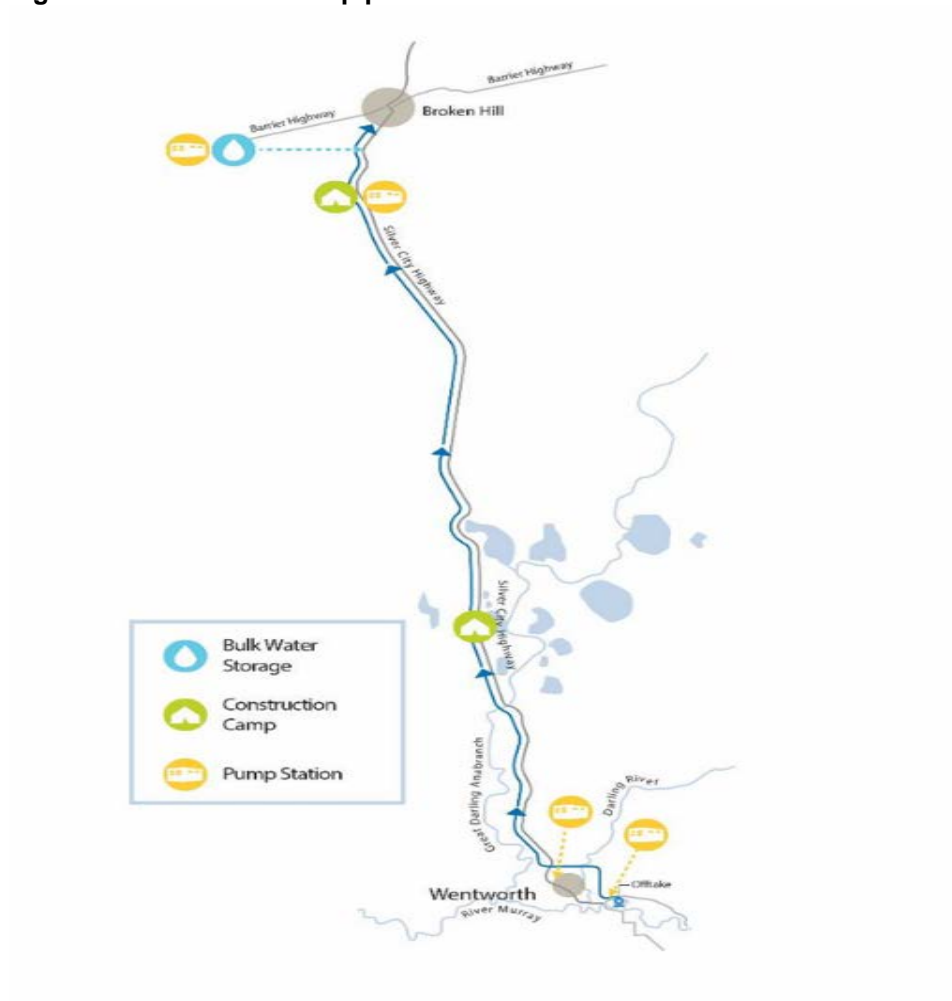 Barrier Highway
Broken Hill
Barrier Highway
Silver City Highway
Silver City Highway
Bulk Water
Storage
Construction
Camp
Pump Station
Great Darling Anabranch
Darling River
Offtake
Wentworth
River Murray